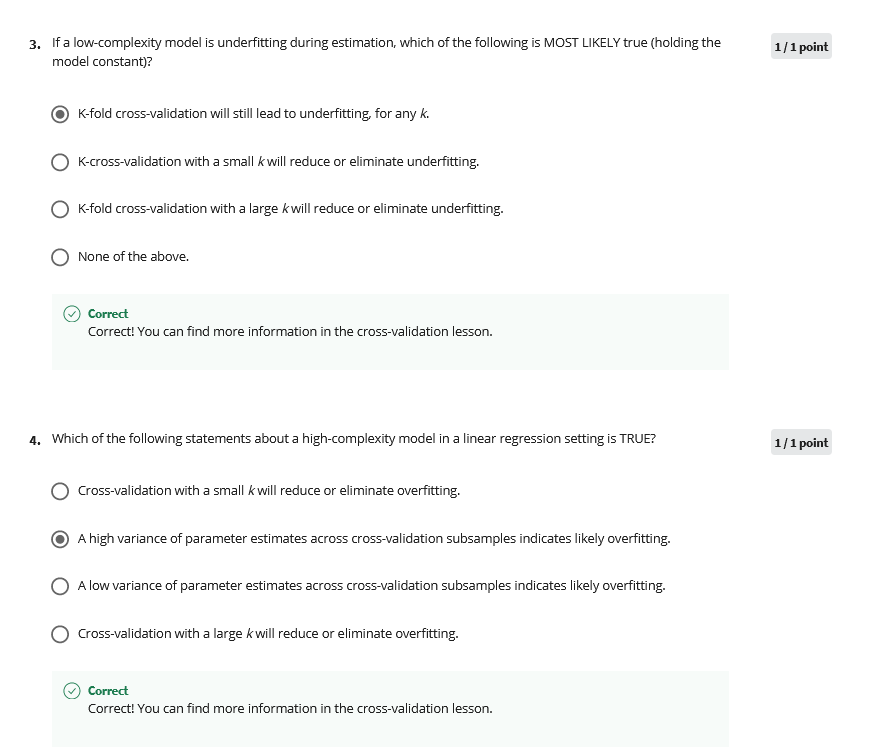 3. If a low-complexity model is underfitting during estimation, which of the following is MOST LIKELY true (holding the
model constant)?
1 / 1 point
K-fold cross-validation will still lead to underfitting, for any k.
K-cross-validation with a small k will reduce or eliminate underfitting.
K-fold cross-validation with a large k will reduce or eliminate underfitting.
None of the above.
Correct
Correct! You can find more information in the cross-validation lesson.
4. Which of the following statements about a high-complexity model in a linear regression setting is TRUE?
1 / 1 point
Cross-validation with a small k will reduce or eliminate overfitting.
A high variance of parameter estimates across cross-validation subsamples indicates likely overfitting.
A low variance of parameter estimates across cross-validation subsamples indicates likely overfitting.
Cross-validation with a large k will reduce or eliminate overfitting.
Correct
Correct! You can find more information in the cross-validation lesson.